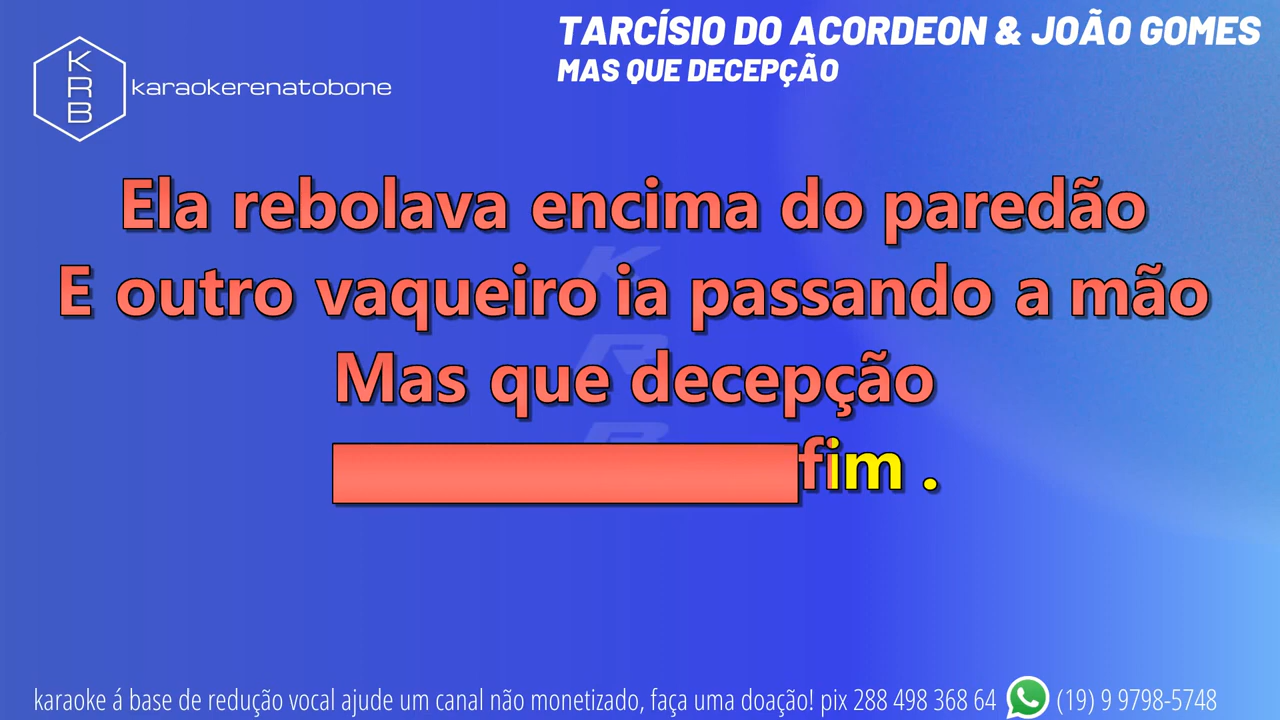 TARCÍSIO DO ACORDEON & JOÃO GOMES
MAS QUE DECEPÇÃO
KRB
karaokerenatobone
Ela rebolava encima do paredão
E outro vaqueiro ia passando a mão
Mas que decepção
fim .
KRB
karaoke á base de redução vocal ajude um canal não monetizado, faça uma doação! pix 288 498 368 64 (19) 9 9798-5748